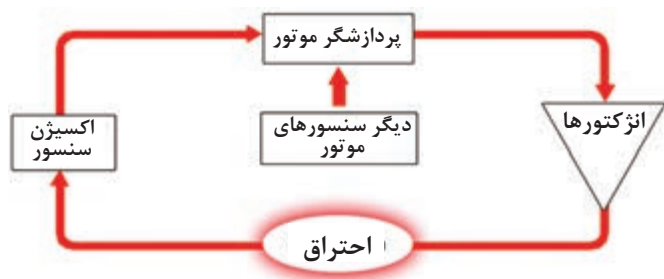 پردازشگر موتور
انژکتورها
دیگر سنسورهای
موتور
اکسیژن
سنسور
احتراق